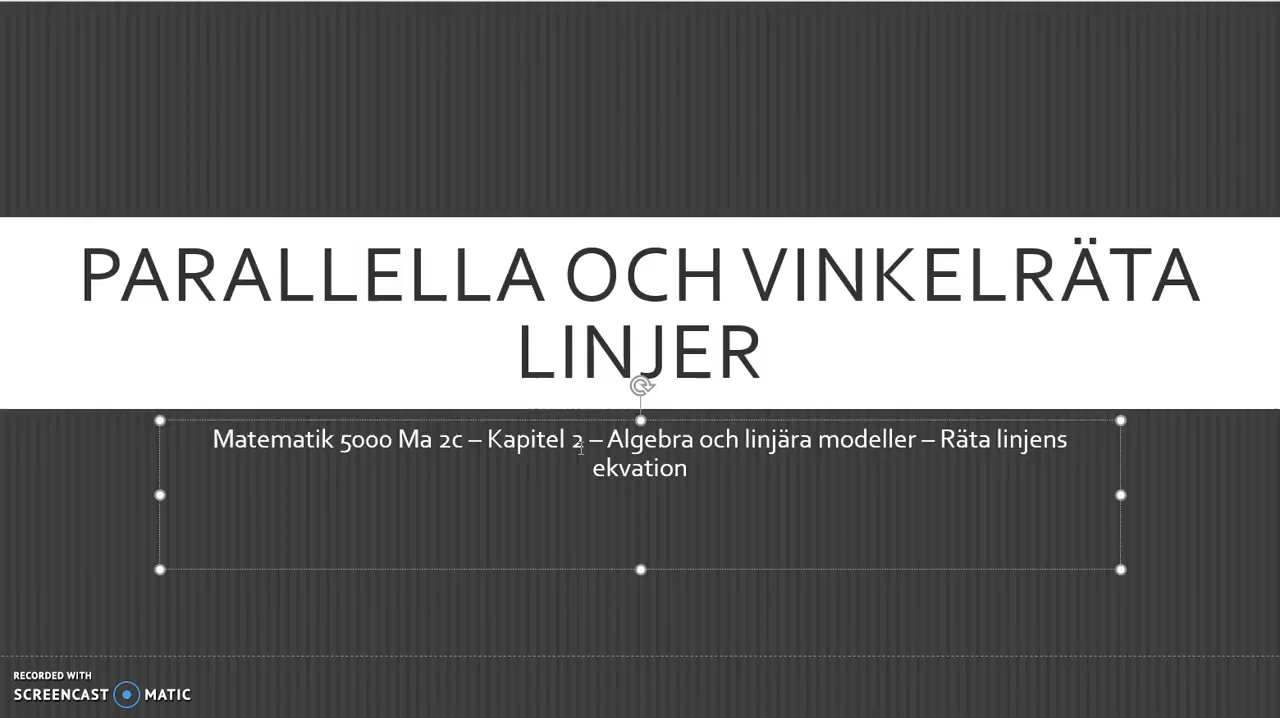 PARALLELLA OCH VINKELRÄTA
LINJER
Matematik 5000 Ma 2c – Kapitel 2 – Algebra och linjära modeller – Räta linjens
ekvation
RECORDED WITH
SCREENCAST MATIC